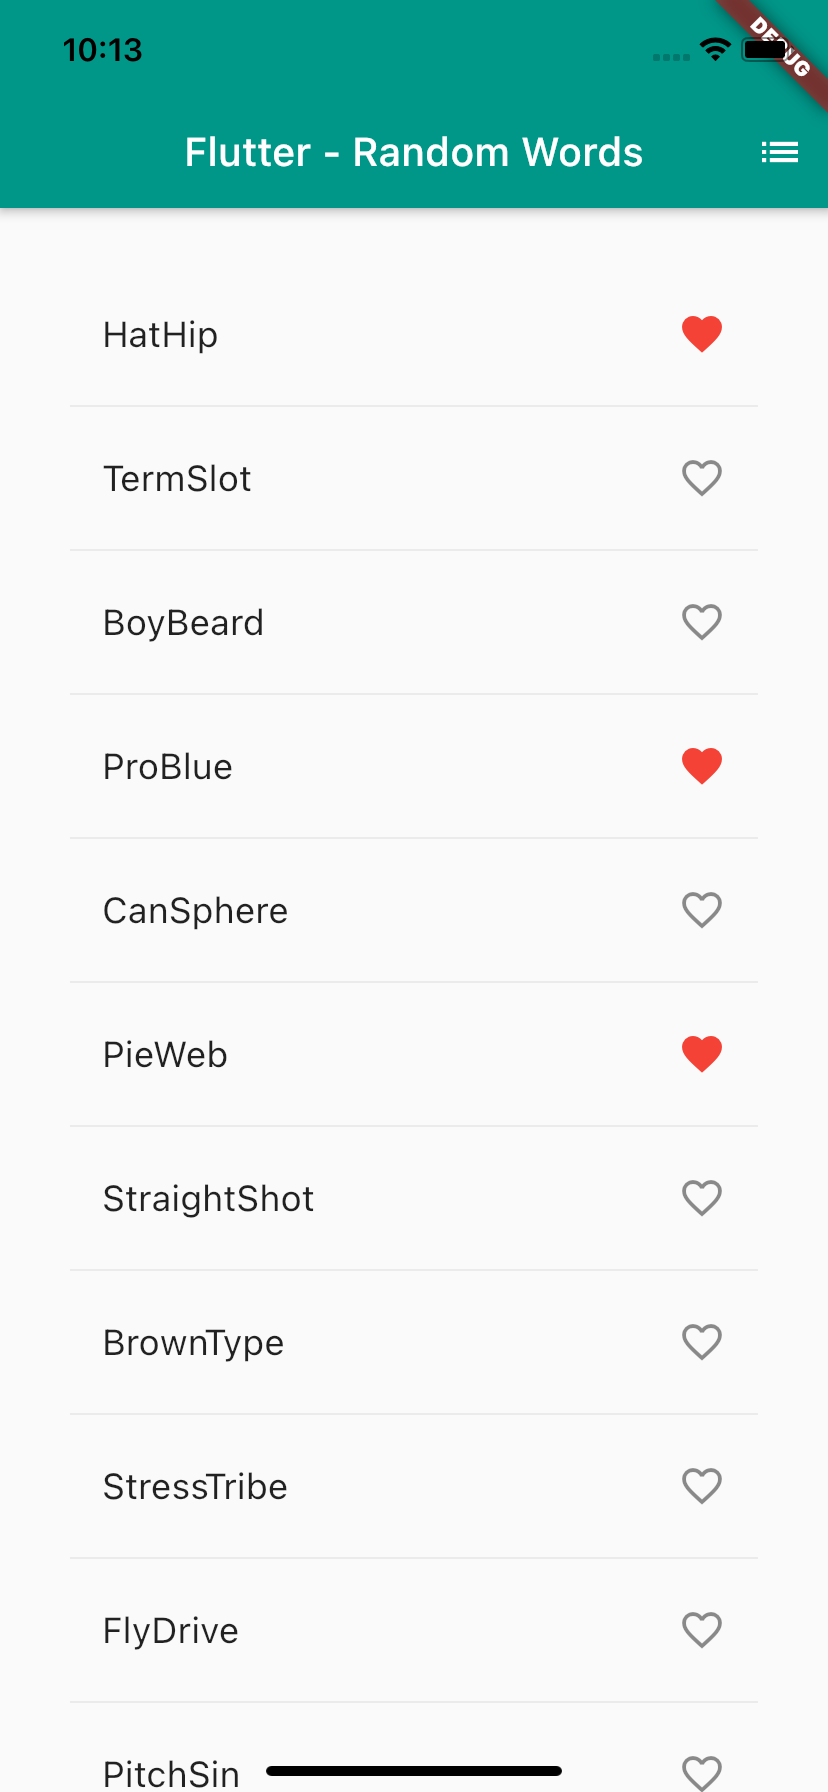 10:13
DEBUG
Flutter - Random Words
HatHip
TermSlot
BoyBeard
ProBlue
CanSphere
PieWeb
StraightShot
BrownType
StressTribe
FlyDrive
PitchSin